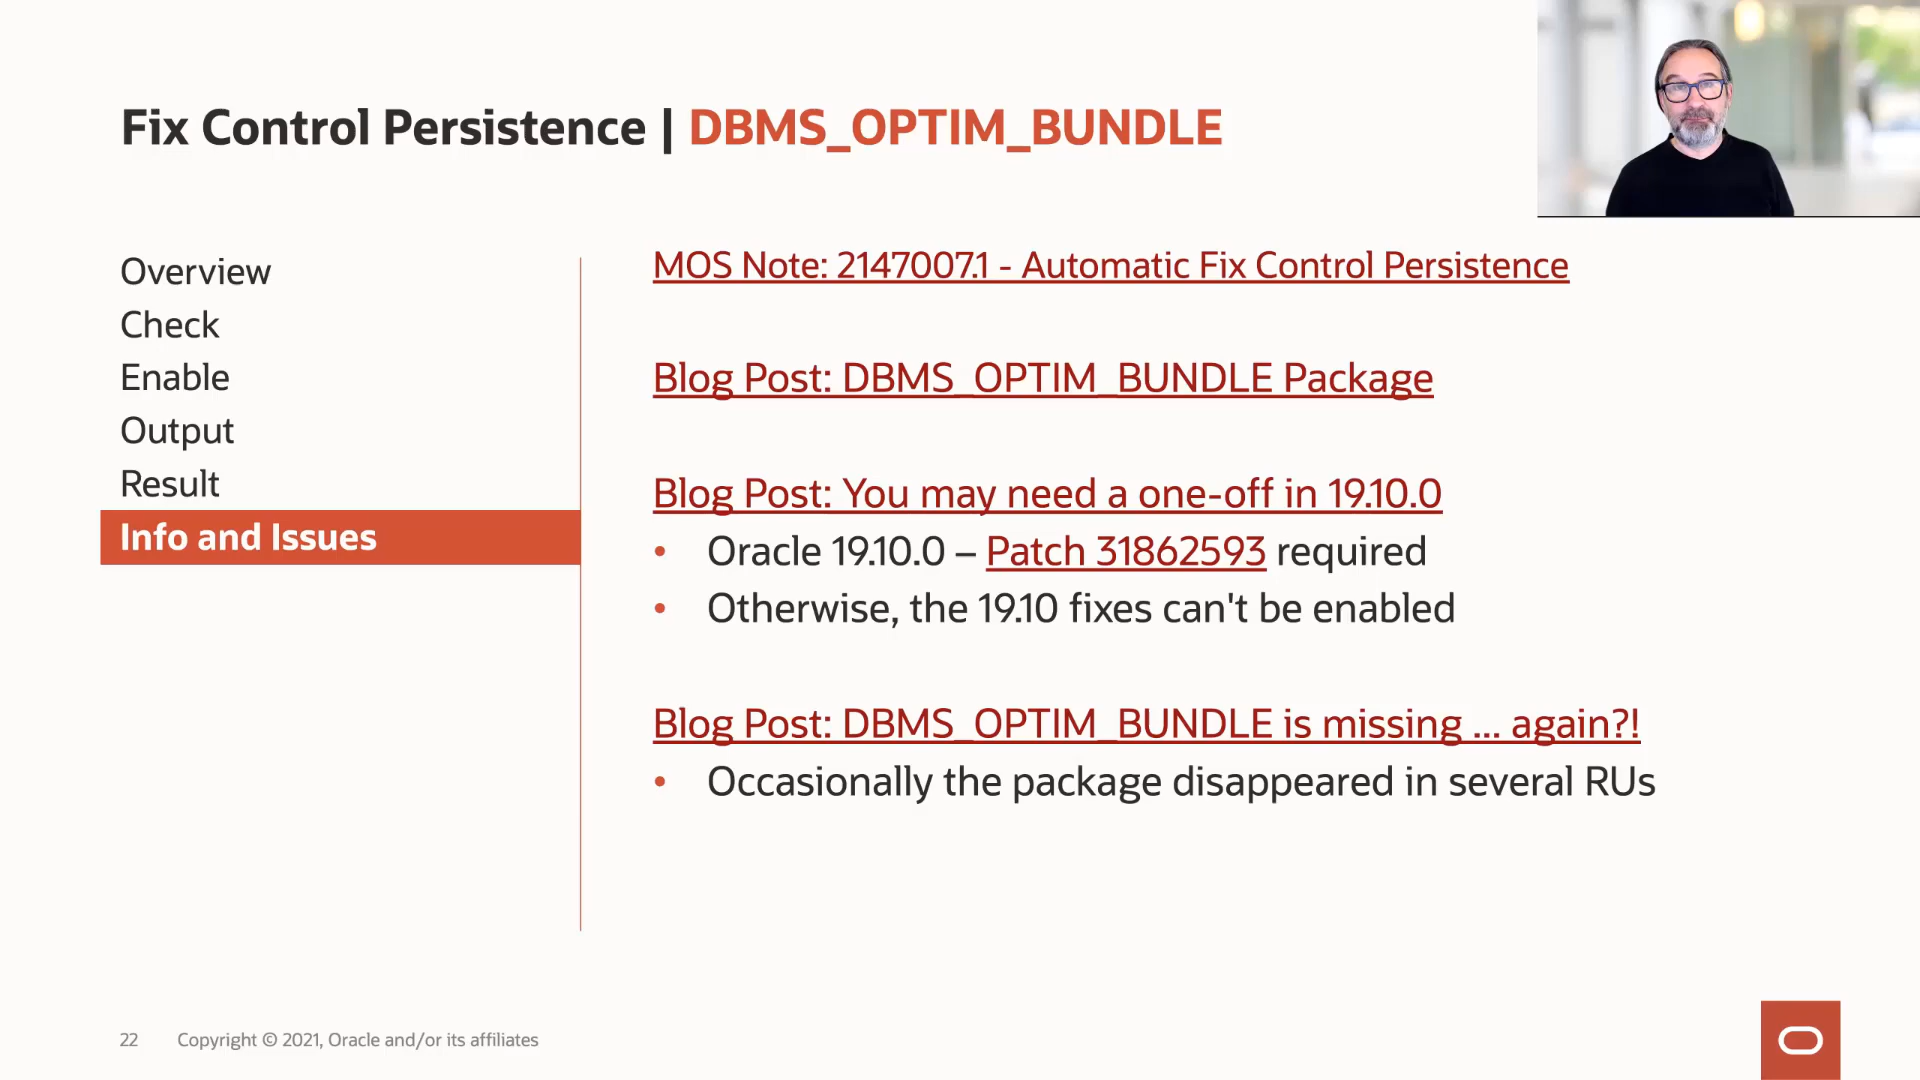 Fix Control Persistence | DBMS_OPTIM_BUNDLE
Overview
Check
Enable
Output
Result
Info and Issues
MOS Note: 2147007.1 - Automatic Fix Control Persistence
Blog Post: DBMS_OPTIM_BUNDLE Package
Blog Post: You may need a one-off in 19.10.0
• Oracle 19.10.0 – Patch 31862593 required
• Otherwise, the 19.10 fixes can't be enabled
Blog Post: DBMS_OPTIM_BUNDLE is missing ... again?!
• Occasionally the package disappeared in several RUs
22 Copyright © 2021, Oracle and/or its affiliates